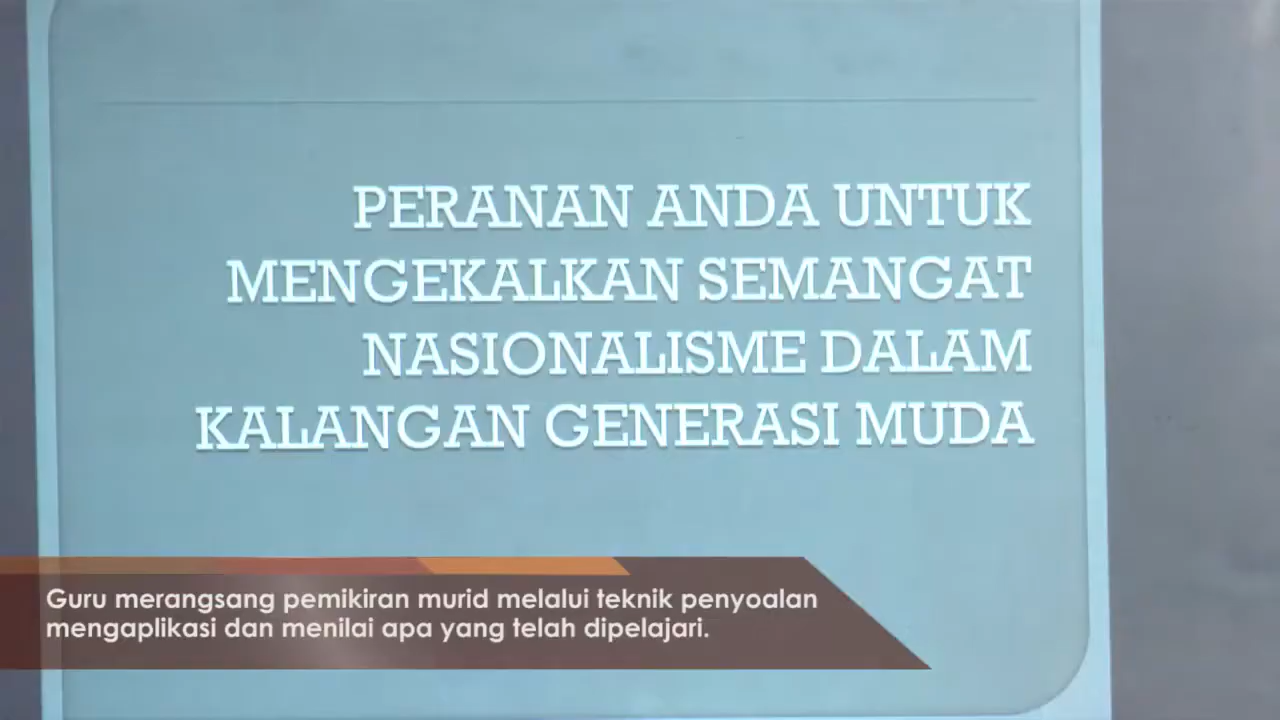 PERANAN ANDA UNTUK
MENGEKALKAN SEMANGAT
NASIONALISME DALAM
KALANGAN GENERASI MUDA
Guru merangsang pemikiran murid melalui teknik penyoalan
mengaplikasi dan menilai apa yang telah dipelajari.